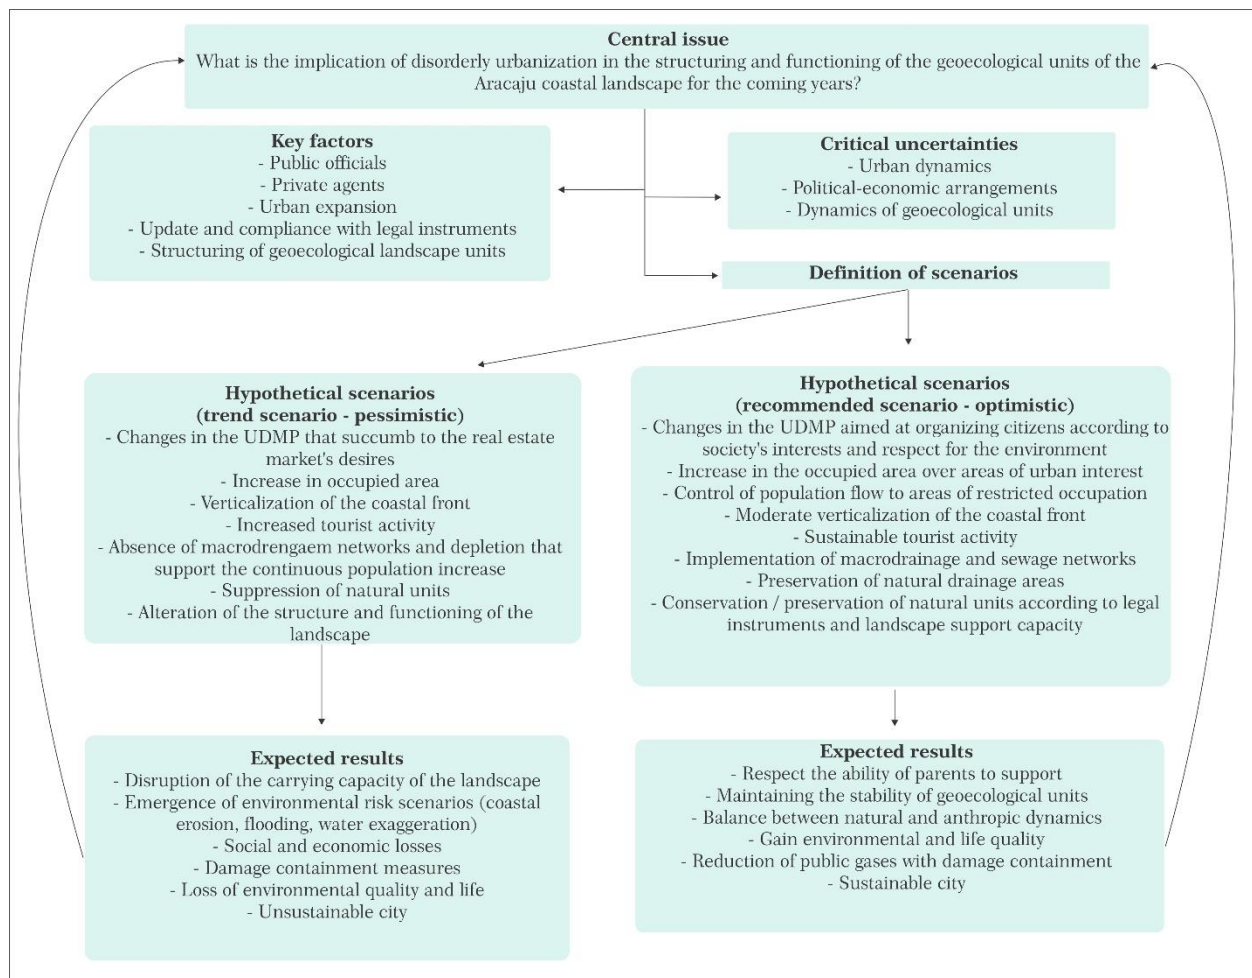 Central issue
What is the implication of disorderly urbanization in the structuring and functioning of the geoecological units of the
Aracaju coastal landscape for the coming years?
Key factors
- Public officials
- Private agents
- Urban expansion
- Update and compliance with legal instruments
- Structuring of geoecological landscape units
Critical uncertainties
- Urban dynamics
- Political-economic arrangements
- Dynamics of geoecological units
Definition of scenarios
Hypothetical scenarios
(trend scenario - pessimistic)
- Changes in the UDMP that succumb to the real estate
market's desires
- Increase in occupied area
- Verticalization of the coastal front
- Increased tourist activity
- Absence of macrodrengaem networks and depletion that
support the continuous population increase
- Suppression of natural units
- Alteration of the structure and functioning of the
landscape
Hypothetical scenarios
(recommended scenario - optimistic)
- Changes in the UDMP aimed at organizing citizens according to
society's interests and respect for the environment
- Increase in the occupied area over areas of urban interest
- Control of population flow to areas of restricted occupation
- Moderate verticalization of the coastal front
- Sustainable tourist activity
- Implementation of macrodrainage and sewage networks
- Preservation of natural drainage areas
- Conservation / preservation of natural units according to legal
instruments and landscape support capacity
Expected results
- Disruption of the carrying capacity of the landscape
- Emergence of environmental risk scenarios (coastal
erosion, flooding, water exaggeration)
- Social and economic losses
- Damage containment measures
- Loss of environmental quality and life
- Unsustainable city
Expected results
- Respect the ability of parents to support
- Maintaining the stability of geoecological units
- Balance between natural and anthropic dynamics
- Gain environmental and life quality
- Reduction of public gases with damage containment
- Sustainable city